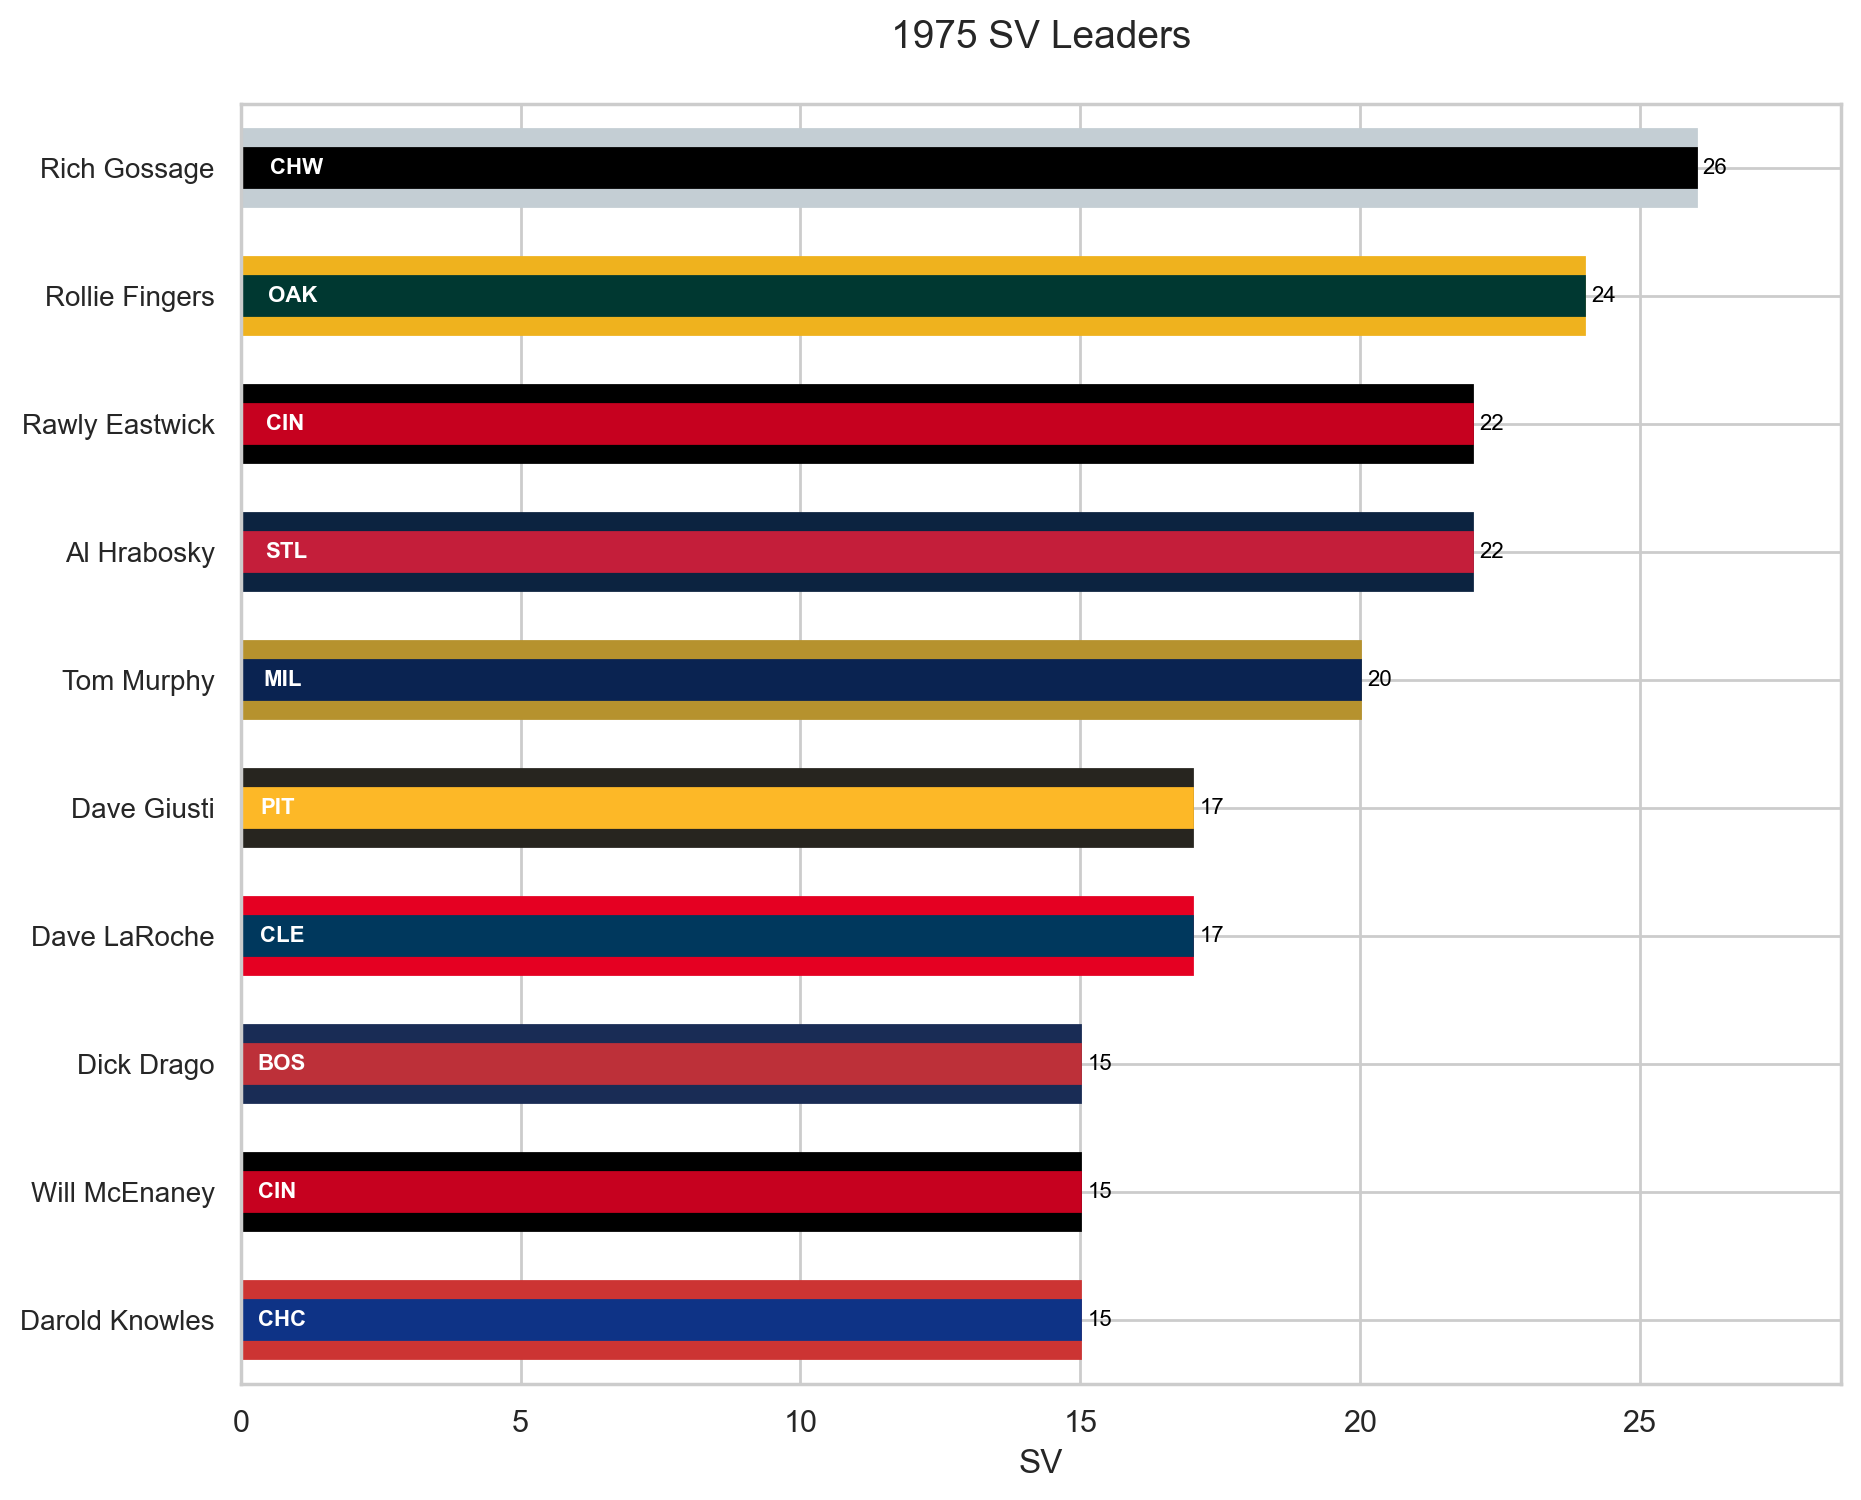 1975 SV Leaders
Rich Gossage CHW 26
Rollie Fingers OAK 24
Rawly Eastwick CIN 22
Al Hrabosky STL 22
Tom Murphy MIL 20
Dave Giusti PIT 17
Dave LaRoche CLE 17
Dick Drago BOS 15
Will McEnaney CIN 15
Darold Knowles CHC 15
0 5 10 15 20 25
SV